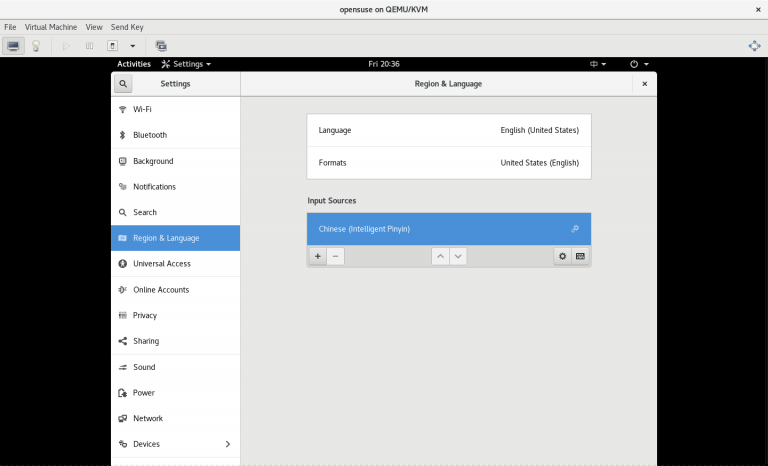 opensuse on QEMU/KVM
File Virtual Machine View Send Key
Activities Settings Fri 20:36 中
Settings Region & Language
Wi-Fi
Bluetooth
Background
Notifications
Search
Region & Language
Universal Access
Online Accounts
Privacy
Sharing
Sound
Power
Network
Devices
Language English (United States)
Formats United States (English)
Input Sources
Chinese (Intelligent Pinyin)